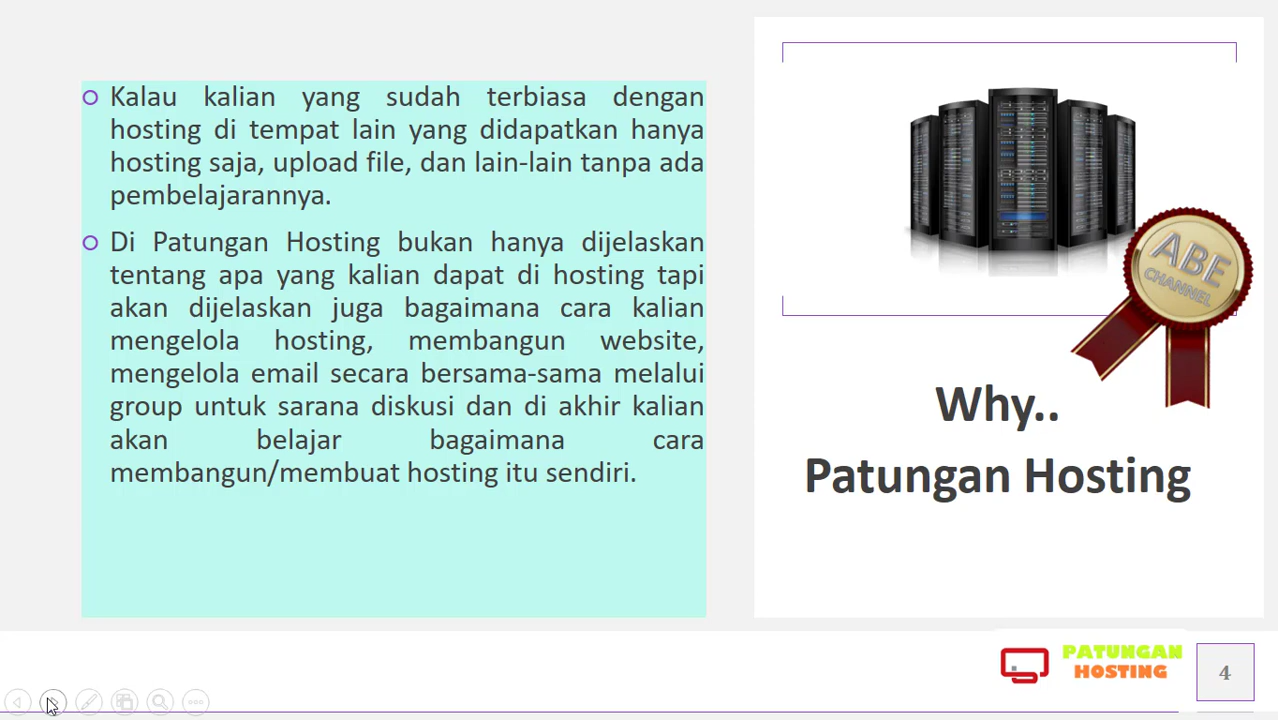 Kalau kalian yang sudah terbiasa dengan
hosting di tempat lain yang didapatkan hanya
hosting saja, upload file, dan lain-lain tanpa ada
pembelajarannya.
Di Patungan Hosting bukan hanya dijelaskan
tentang apa yang kalian dapat di hosting tapi
akan dijelaskan juga bagaimana cara kalian
mengelola hosting, membangun website,
mengelola email secara bersama-sama melalui
group untuk sarana diskusi dan di akhir kalian
akan belajar bagaimana cara
membangun/membuat hosting itu sendiri.
ABE
CHANNEL
Why..
Patungan Hosting
PATUNGAN
HOSTING
4